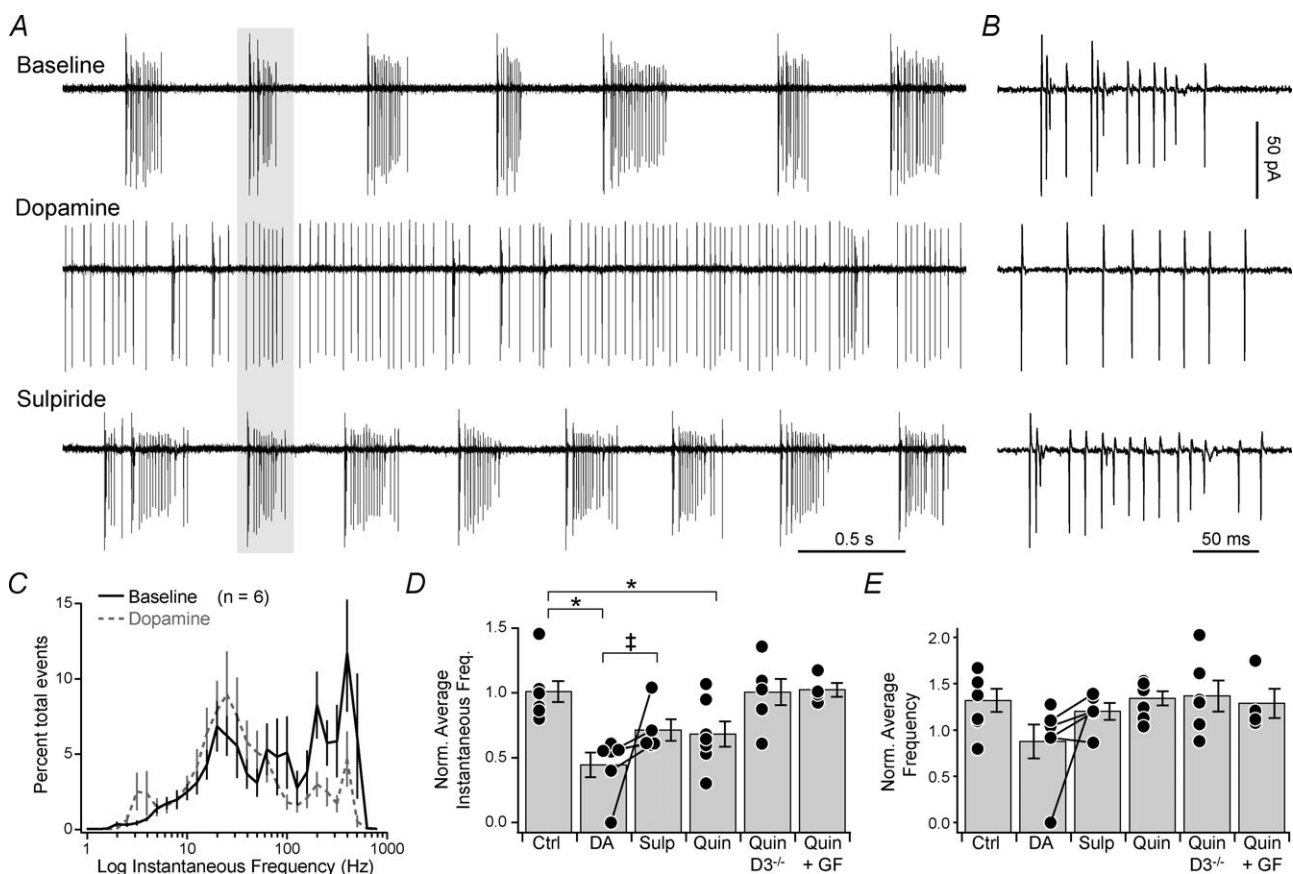 A
B
Baseline
50 pA
Dopamine
Sulpiride
0.5 s
50 ms
C
Baseline (n = 6)
Dopamine
15
10
5
0
Percent total events
1 10 100 1000
Log Instantaneous Frequency (Hz)
D
*
*
‡
1.5
1.0
0.5
0.0
Norm. Average
Instantaneous Freq.
Ctrl DA Sulp Quin Quin Quin
D3-/- + GF
E
2.0
1.5
1.0
0.5
0.0
Norm. Average
Frequency
Ctrl DA Sulp Quin Quin Quin
D3-/- + GF